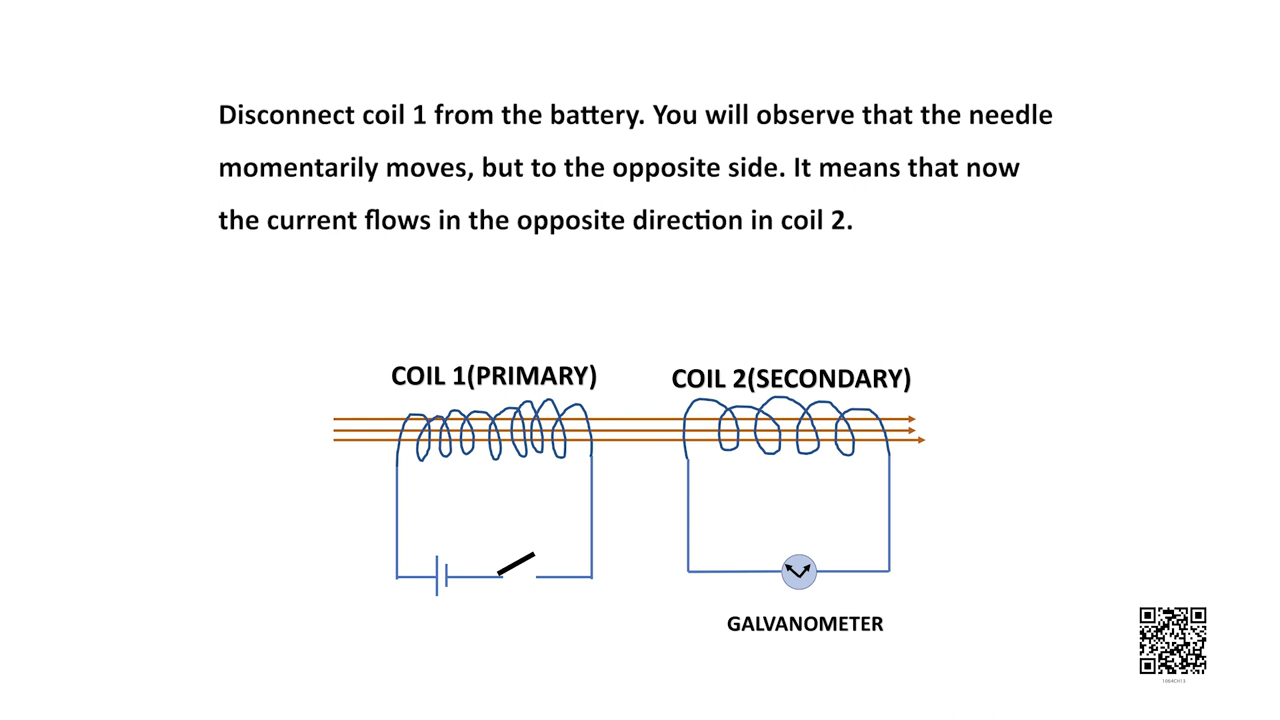 Disconnect coil 1 from the battery. You will observe that the needle
momentarily moves, but to the opposite side. It means that now
the current flows in the opposite direction in coil 2.
COIL 1(PRIMARY)
COIL 2(SECONDARY)
GALVANOMETER
1064CH13